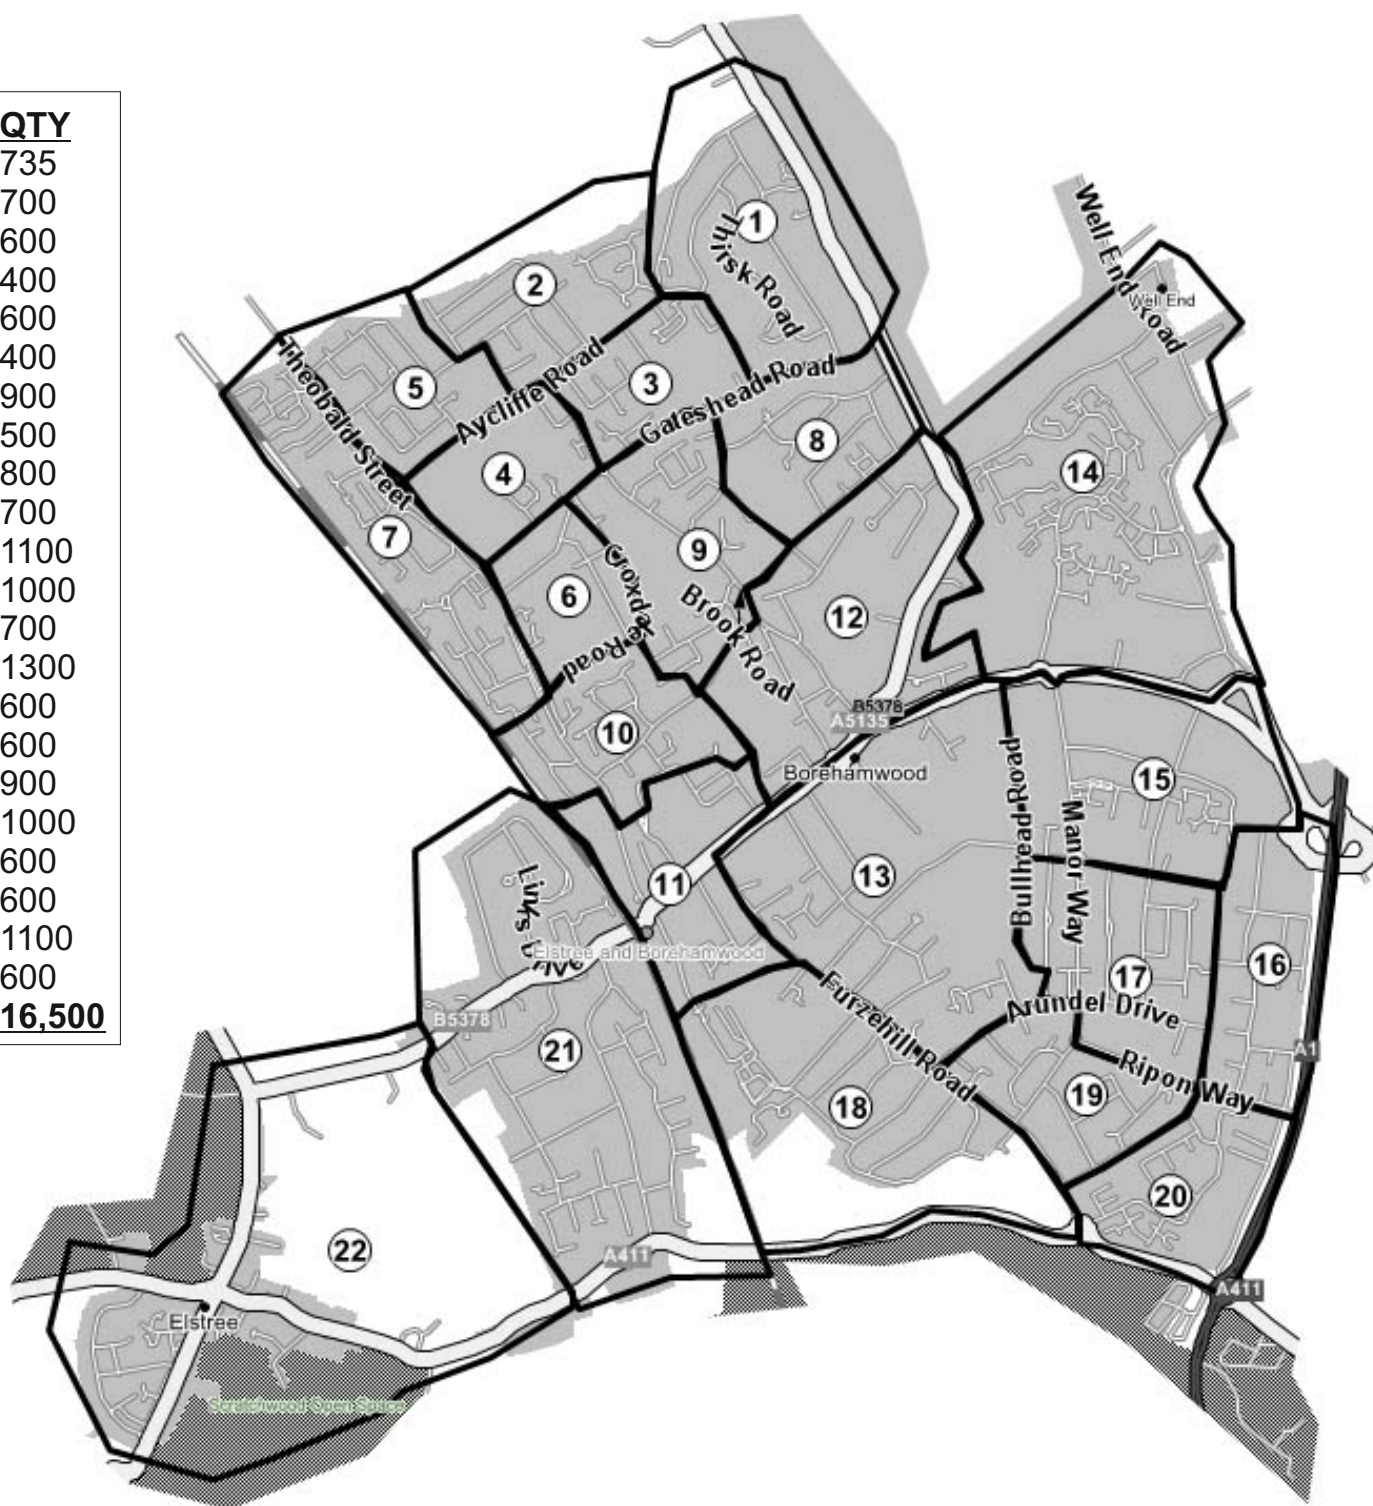 QTY
735
700
600
400
600
400
900
500
800
700
1100
1000
700
1300
600
600
900
1000
600
600
1100
600
16,500
1
Thirsk Road
Well End Road
Well End
2
Theobald Street
5
Aycliffe Road
3
Gateshead Road
8
4
14
7
9
Croxdale Road
6
Brook Road
12
10
B5378
A5135
Borehamwood
Bullhead Road
15
Manor Way
13
11
Links Drive
Elstree and Borehamwood
16
17
Furzehill Road
Arundel Drive
B5378
21
A1
Ripon Way
18
19
20
22
A411
A411
Elstree
Scratchwood Open Space